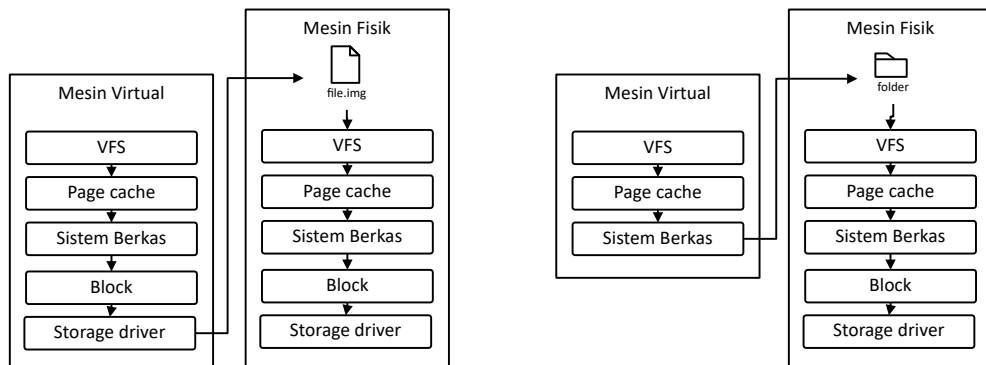 Mesin Virtual
VFS
Page cache
Sistem Berkas
Block
Storage driver
Mesin Fisik
file.img
VFS
Page cache
Sistem Berkas
Block
Storage driver
Mesin Virtual
VFS
Page cache
Sistem Berkas
Mesin Fisik
folder
VFS
Page cache
Sistem Berkas
Block
Storage driver